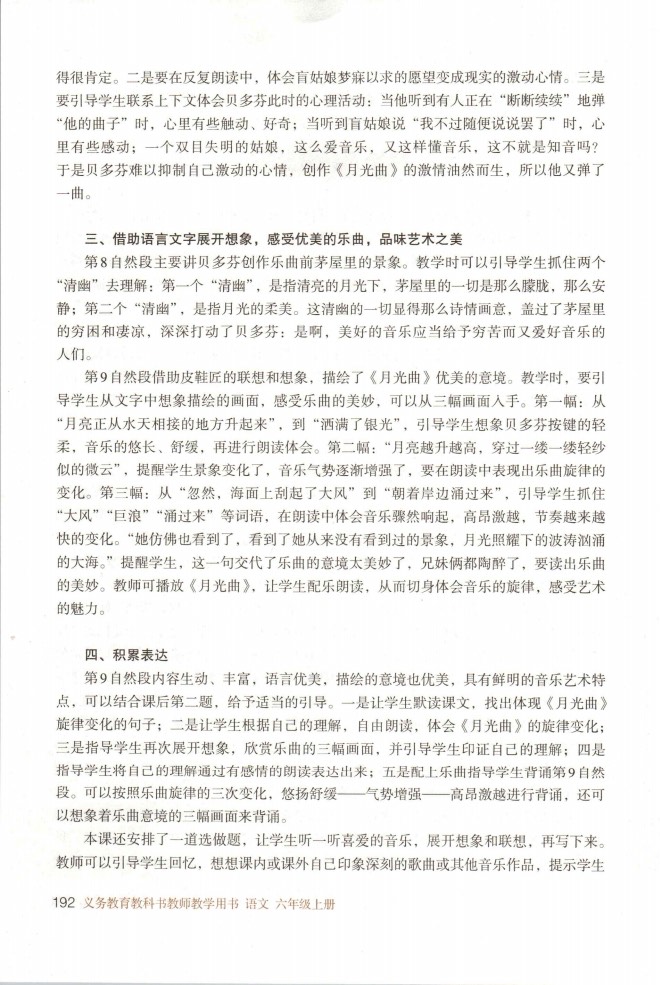 得很肯定。二是要在反复朗读中，体会盲姑娘梦寐以求的愿望变成现实的激动心情。三是
要引导学生联系上下文体会贝多芬此时的心理活动：当他听到有人正在“断断续续”地弹
“他的曲子”时，心里有些触动、好奇；当听到盲姑娘说“我不过随便说说罢了”时，心
里有些感动；一个双目失明的姑娘，这么爱音乐，又这样懂音乐，这不就是知音吗？
于是贝多芬难以抑制自己激动的心情，创作《月光曲》的激情油然而生，所以他又弹了
一曲。
三、借助语言文字展开想象，感受优美的乐曲，品味艺术之美
第8自然段主要讲贝多芬创作乐曲前茅屋里的景象。教学时可以引导学生抓住两个
“清幽”去理解：第一个“清幽”，是指清亮的月光下，茅屋里的一切是那么朦胧，那么安
静；第二个“清幽”，是指月光的柔美。这清幽的一切显得那么诗情画意，盖过了茅屋里
的穷困和凄凉，深深打动了贝多芬：是啊，美好的音乐应当给予穷苦而又爱好音乐的
人们。
第9自然段借助皮鞋匠的联想和想象，描绘了《月光曲》优美的意境。教学时，要引
导学生从文字中想象描绘的画面，感受乐曲的美妙，可以从三幅画面入手。第一幅：从
“月亮正从水天相接的地方升起来”，到“洒满了银光”，引导学生想象贝多芬按键的轻
柔，音乐的悠长、舒缓，再进行朗读体会。第二幅：“月亮越升越高，穿过一缕一缕轻纱
似的微云”，提醒学生景象变化了，音乐气势逐渐增强了，要在朗读中表现出乐曲旋律的
变化。第三幅：从“忽然，海面上刮起了大风”到“朝着岸边涌过来”，引导学生抓住
“大风”“巨浪”“涌过来”等词语，在朗读中体会音乐骤然响起，高昂激越，节奏越来越
快的变化。“她仿佛也看到了，看到了她从来没有看到过的景象，月光照耀下的波涛汹涌
的大海。”提醒学生，这一句交代了乐曲的意境太美妙了，兄妹俩都陶醉了，要读出乐曲
的美妙。教师可播放《月光曲》，让学生配乐朗读，从而切身体会音乐的旋律，感受艺术
的魅力。
四、积累表达
第9自然段内容生动、丰富，语言优美，描绘的意境也优美，具有鲜明的音乐艺术特
点，可以结合课后第二题，给予适当的引导。一是让学生默读课文，找出体现《月光曲》
旋律变化的句子；二是让学生根据自己的理解，自由朗读，体会《月光曲》的旋律变化；
三是指导学生再次展开想象，欣赏乐曲的三幅画面，并引导学生印证自己的理解；四是
指导学生将自己的理解通过有感情的朗读表达出来；五是配上乐曲指导学生背诵第9自然
段。可以按照乐曲旋律的三次变化，悠扬舒缓——气势增强——高昂激越进行背诵，还可
以想象着乐曲意境的三幅画面来背诵。
本课还安排了一道选做题，让学生听一听喜爱的音乐，展开想象和联想，再写下来。
教师可以引导学生回忆，想想课内或课外自己印象深刻的歌曲或其他音乐作品，提示学生
192 义务教育教科书教师教学用书 语文 六年级上册